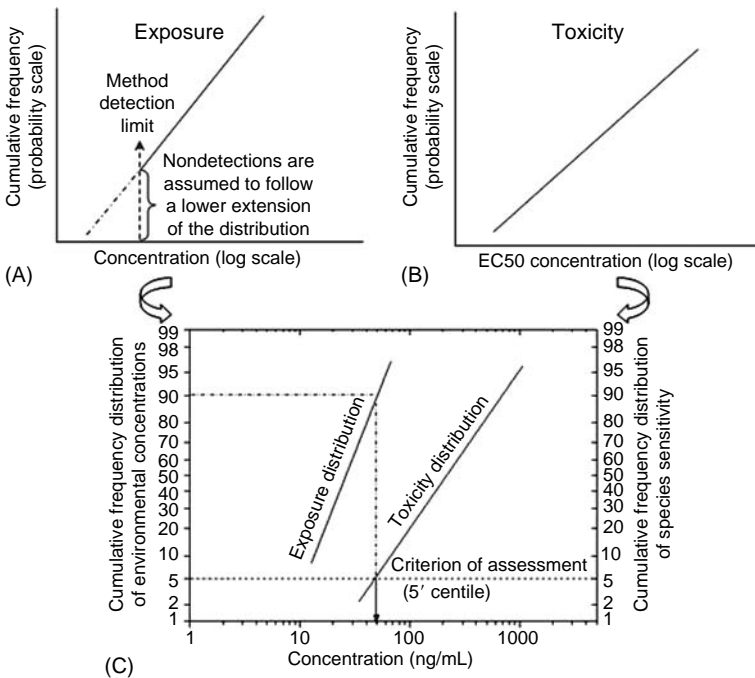 Exposure
Cumulative frequency
(probability scale)
Method
detection
limit
Nondetections are
assumed to follow
a lower extension
of the distribution
Concentration (log scale)
(A)
Toxicity
Cumulative frequency
(probability scale)
EC50 concentration (log scale)
(B)
99
98
95
90
80
70
60
50
40
30
20
10
5
2
1
Cumulative frequency distribution
of environmental concentrations
Exposure distribution
Toxicity distribution
Criterion of assessment
(5′ centile)
99
98
95
90
80
70
60
50
40
30
20
10
5
2
1
Cumulative frequency distribution
of species sensitivity
1 10 100 1000
Concentration (ng/mL)
(C)